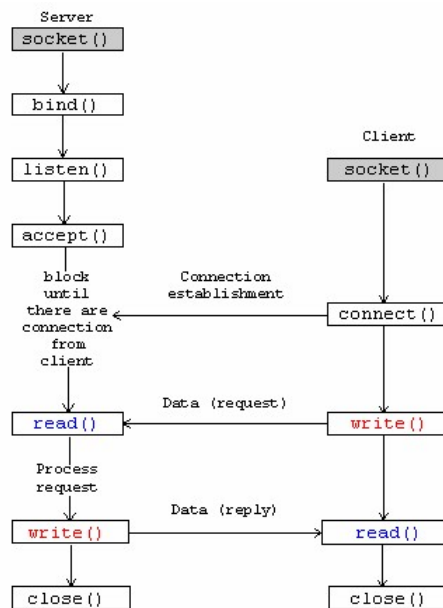 Server
socket()
bind()
listen()
accept()
block
until
there are
connection
from
client
read()
Process
request
write()
close()
Connection
establishment
Data (request)
Data (reply)
Client
socket()
connect()
write()
read()
close()